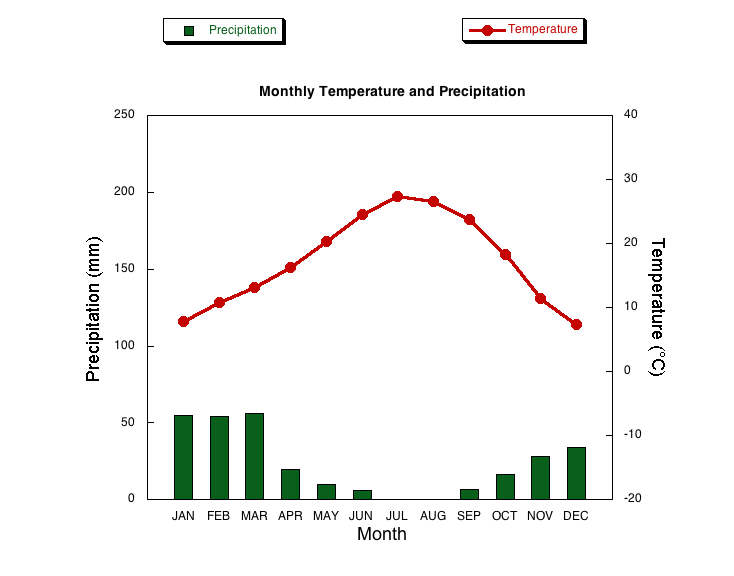 Precipitation
Temperature
Monthly Temperature and Precipitation
250
200
150
100
50
0
Precipitation (mm)
40
30
20
10
0
-10
-20
Temperature (°C)
JAN FEB MAR APR MAY JUN JUL AUG SEP OCT NOV DEC
Month